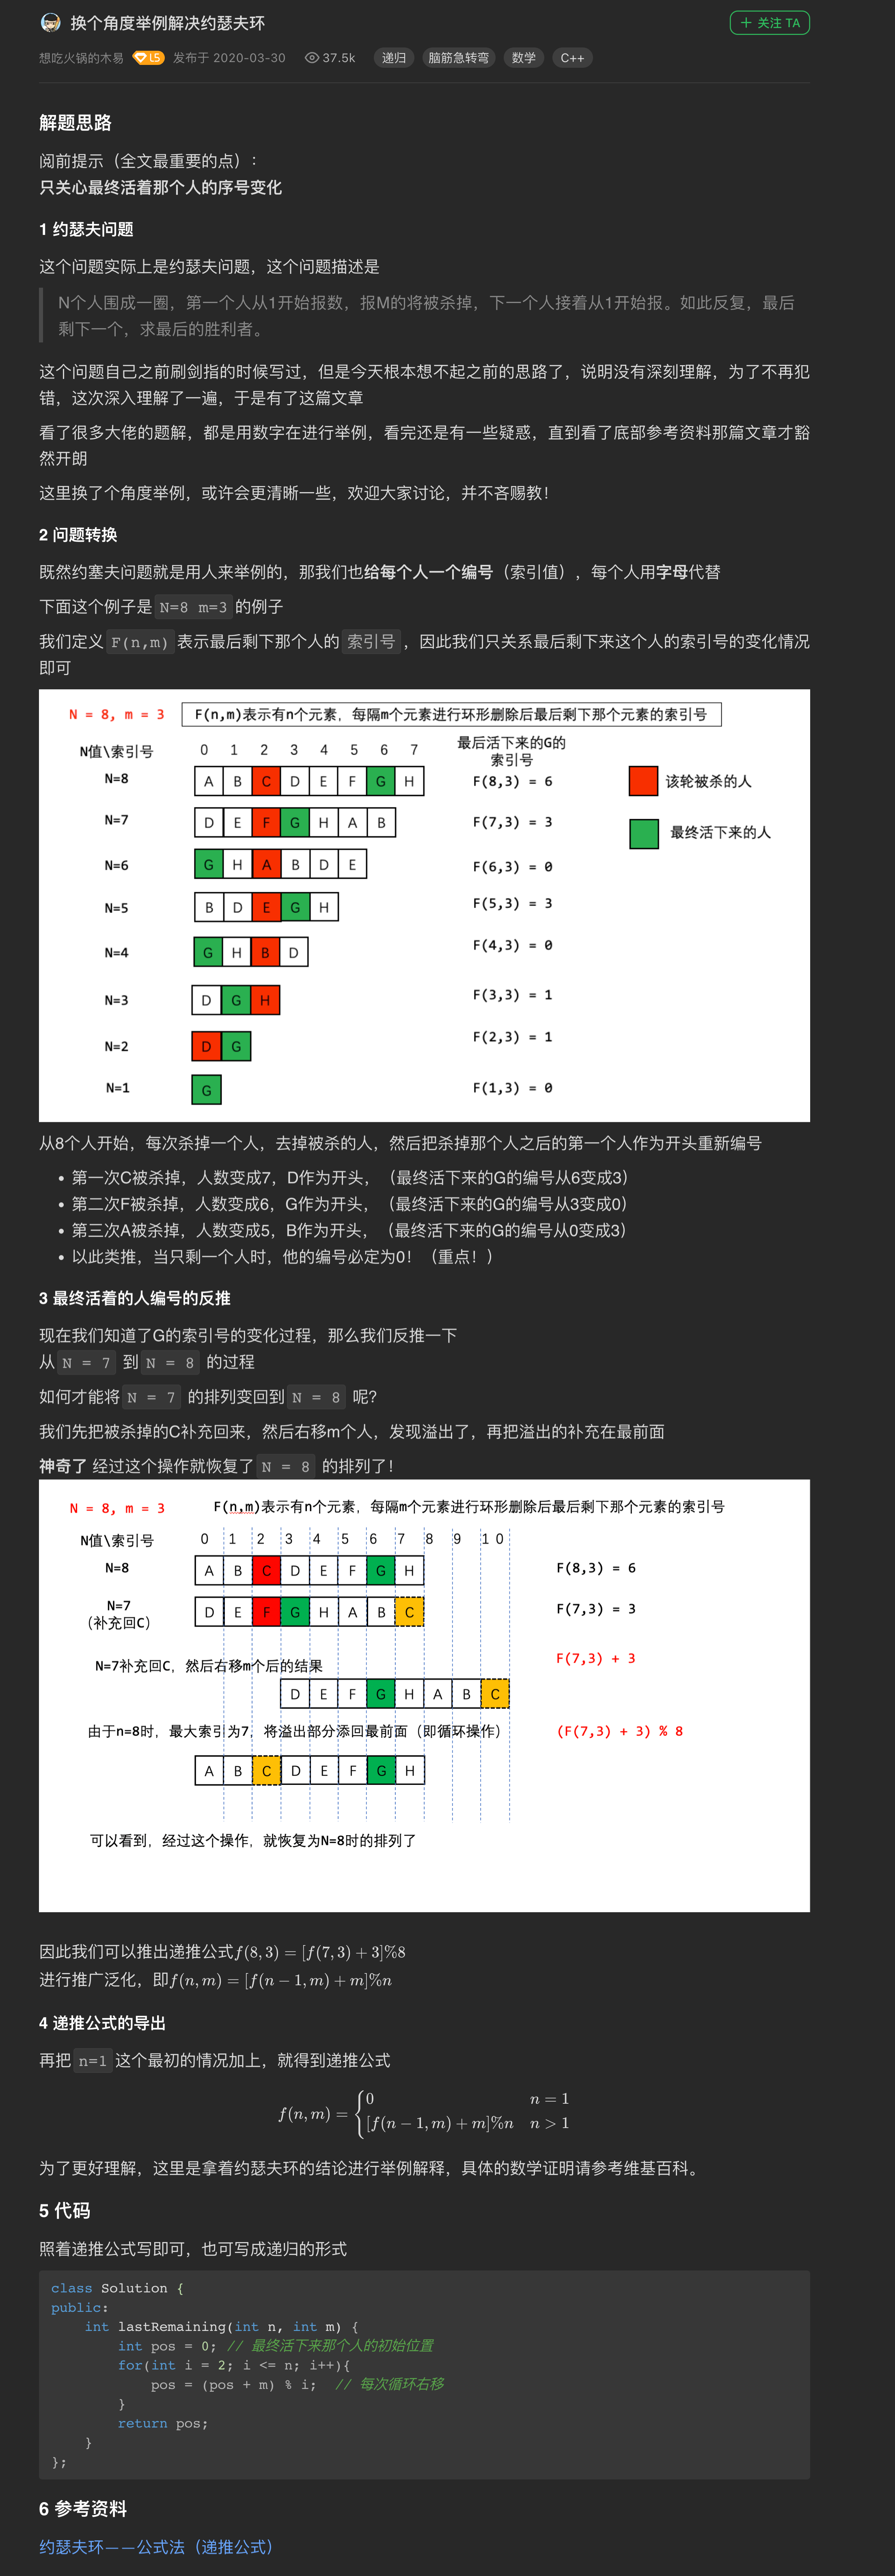 换个角度举例解决约瑟夫环
+ 关注 TA
想吃火锅的木易 L5 发布于 2020-03-30 37.5k 递归 脑筋急转弯 数学 C++
解题思路
阅前提示（全文最重要的点）：
只关心最终活着那个人的序号变化
1 约瑟夫问题
这个问题实际上是约瑟夫问题，这个问题描述是
N个人围成一圈，第一个人从1开始报数，报M的将被杀掉，下一个人接着从1开始报。如此反复，最后
剩下一个，求最后的胜利者。
这个问题自己之前刷剑指的时候写过，但是今天根本想不起之前的思路了，说明没有深刻理解，为了不再犯
错，这次深入理解了一遍，于是有了这篇文章
看了很多大佬的题解，都是用数字在进行举例，看完还是有一些疑惑，直到看了底部参考资料那篇文章才豁
然开朗
这里换了个角度举例，或许会更清晰一些，欢迎大家讨论，并不吝赐教！
2 问题转换
既然约塞夫问题就是用人来举例的，那我们也给每个人一个编号（索引值），每个人用字母代替
下面这个例子是 N=8 m=3 的例子
我们定义 F(n,m) 表示最后剩下那个人的 索引号 ，因此我们只关系最后剩下来这个人的索引号的变化情况
即可
N = 8, m = 3 F(n,m)表示有n个元素，每隔m个元素进行环形删除后最后剩下那个元素的索引号
N值\索引号 0 1 2 3 4 5 6 7 最后活下来的G的
索引号
N=8 A B C D E F G H F(8,3) = 6 该轮被杀的人
N=7 D E F G H A B F(7,3) = 3 最终活下来的人
N=6 G H A B D E F(6,3) = 0
N=5 B D E G H F(5,3) = 3
N=4 G H B D F(4,3) = 0
N=3 D G H F(3,3) = 1
N=2 D G F(2,3) = 1
N=1 G F(1,3) = 0
从8个人开始，每次杀掉一个人，去掉被杀的人，然后把杀掉那个人之后的第一个人作为开头重新编号
• 第一次C被杀掉，人数变成7，D作为开头，（最终活下来的G的编号从6变成3）
• 第二次F被杀掉，人数变成6，G作为开头，（最终活下来的G的编号从3变成0）
• 第三次A被杀掉，人数变成5，B作为开头，（最终活下来的G的编号从0变成3）
• 以此类推，当只剩一个人时，他的编号必定为0！（重点！）
3 最终活着的人编号的反推
现在我们知道了G的索引号的变化过程，那么我们反推一下
从 N = 7 到 N = 8 的过程
如何才能将 N = 7 的排列变回到 N = 8 呢？
我们先把被杀掉的C补充回来，然后右移m个人，发现溢出了，再把溢出的补充在最前面
神奇了 经过这个操作就恢复了 N = 8 的排列了！
N = 8, m = 3 F(n,m)表示有n个元素，每隔m个元素进行环形删除后最后剩下那个元素的索引号
N值\索引号 0 1 2 3 4 5 6 7 8 9 10
N=8 A B C D E F G H F(8,3) = 6
N=7 D E F G H A B C F(7,3) = 3
（补充回C）
F(7,3) + 3
N=7补充回C，然后右移m个后的结果
D E F G H A B C
由于n=8时，最大索引为7，将溢出部分添回最前面（即循环操作） (F(7,3) + 3) % 8
A B C D E F G H
可以看到，经过这个操作，就恢复为N=8时的排列了
因此我们可以推出递推公式f(8,3) = [f(7,3) + 3]%8
进行推广泛化，即f(n,m) = [f(n − 1,m) + m]%n
4 递推公式的导出
再把 n=1 这个最初的情况加上，就得到递推公式
f(n,m) = { 0 n = 1
[f(n − 1,m) + m]%n n > 1
为了更好理解，这里是拿着约瑟夫环的结论进行举例解释，具体的数学证明请参考维基百科。
5 代码
照着递推公式写即可，也可写成递归的形式
class Solution {
public:
    int lastRemaining(int n, int m) {
        int pos = 0; // 最终活下来那个人的初始位置
        for(int i = 2; i <= n; i++){
            pos = (pos + m) % i;  // 每次循环右移
        }
        return pos;
    }
};
6 参考资料
约瑟夫环——公式法（递推公式）